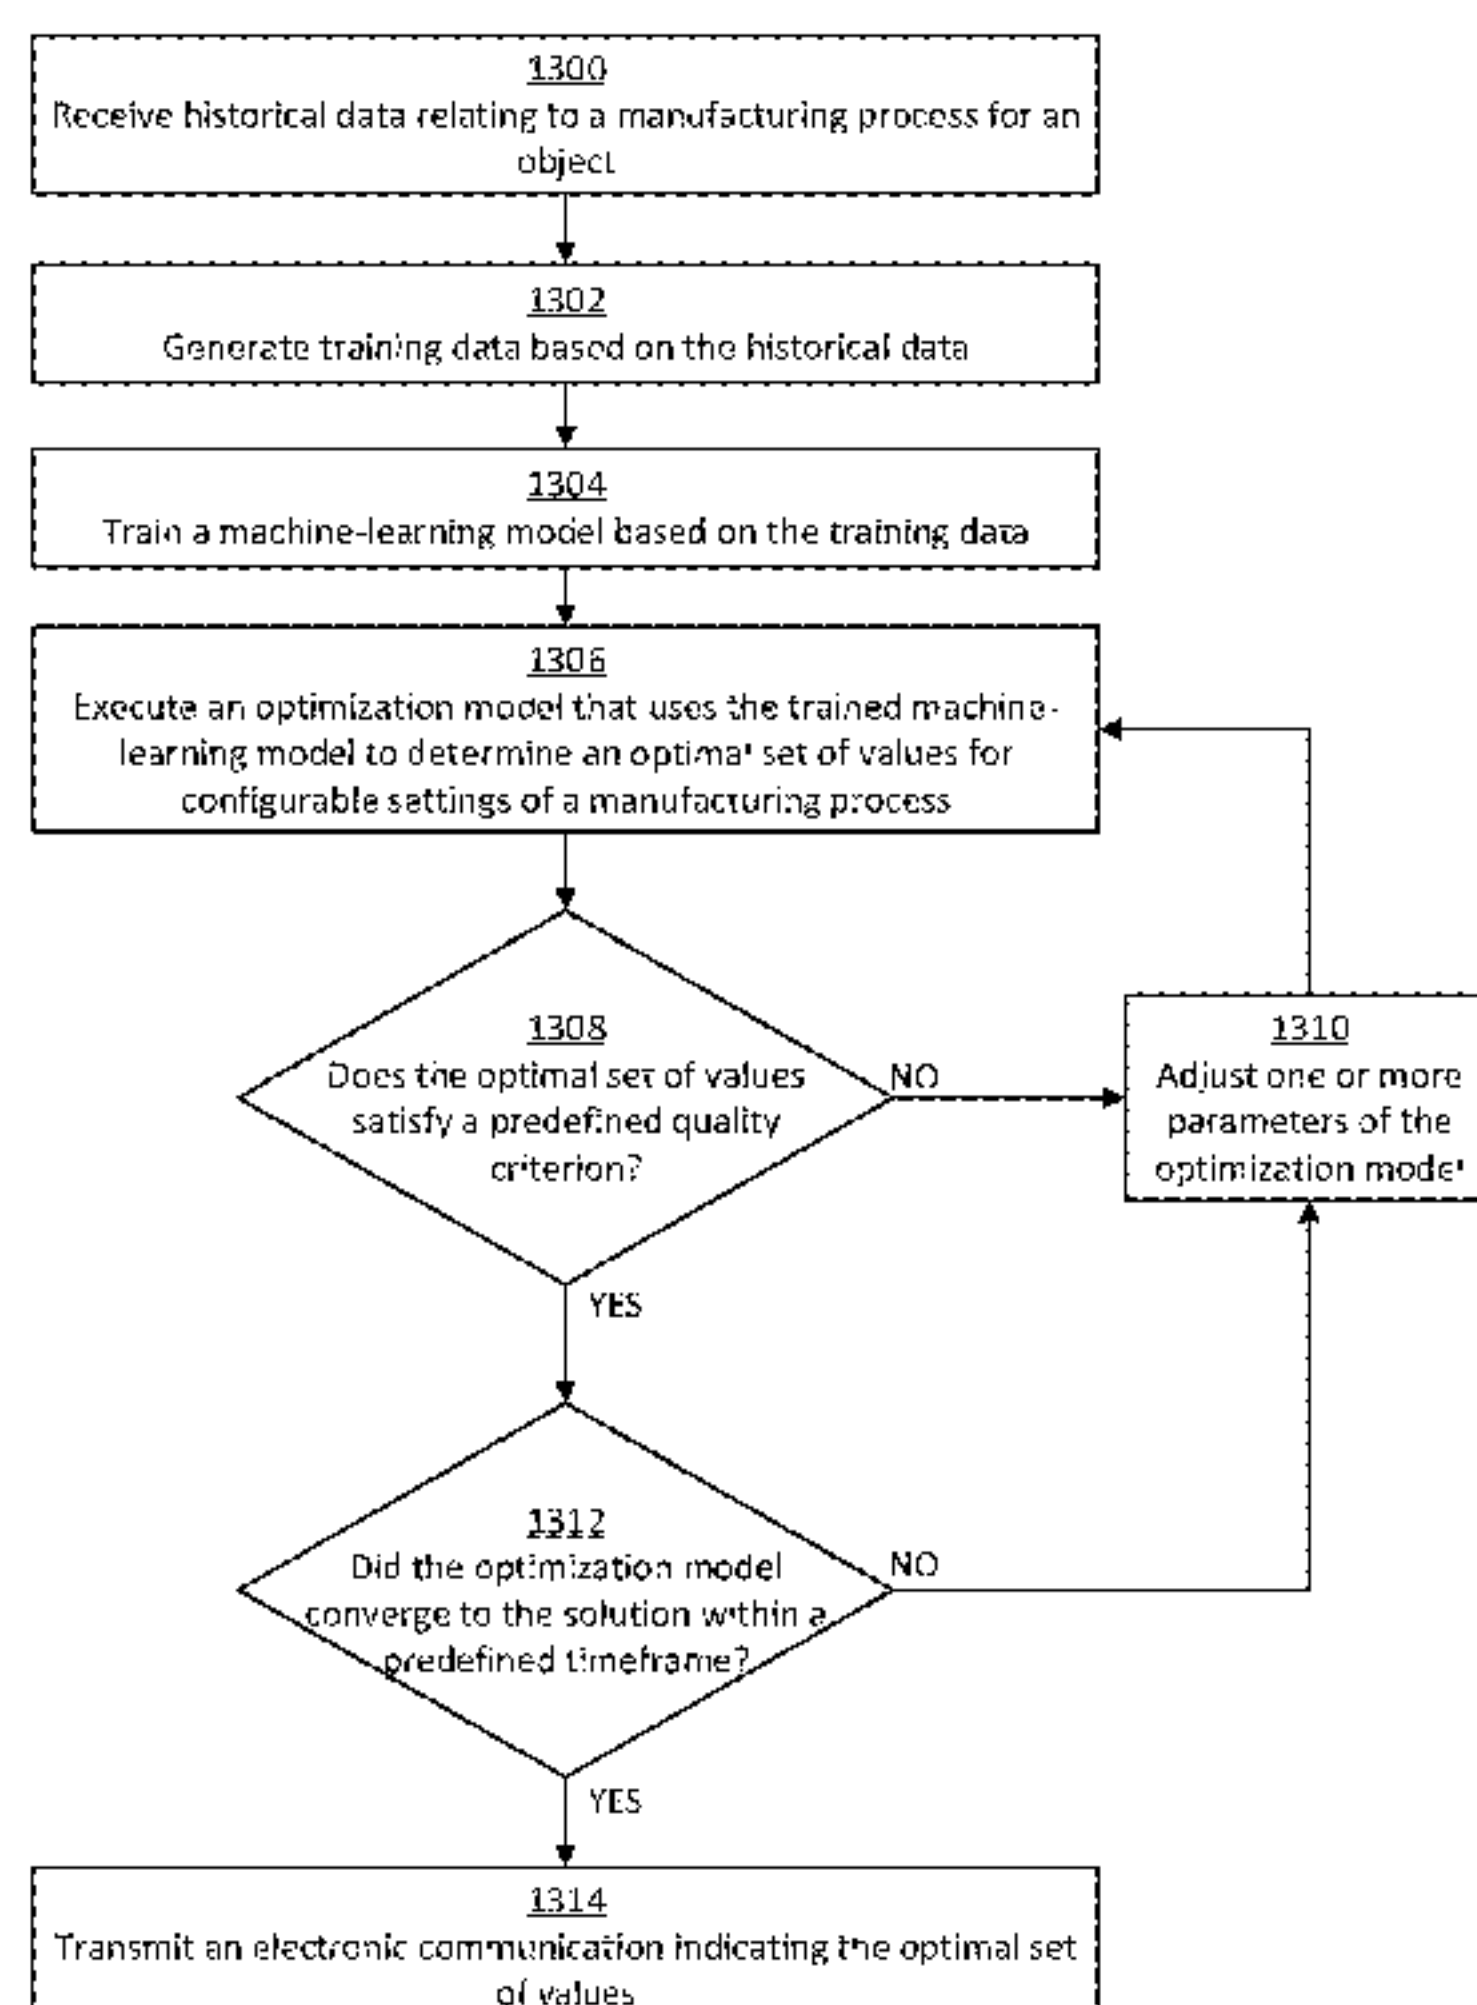 1300
Receive historical data relating to a manufacturing process for an
object
1302
Generate training data based on the historical data
1304
Train a machine-learning model based on the training data
1306
Execute an optimization model that uses the trained machine-
learning model to determine an optimal set of values for
configurable settings of a manufacturing process
1308
Does the optimal set of values
satisfy a predefined quality
criterion?
NO
1310
Adjust one or more
parameters of the
optimization model
YES
1312
Did the optimization model
converge to the solution within a
predefined timeframe?
NO
YES
1314
Transmit an electronic communication indicating the optimal set
of values